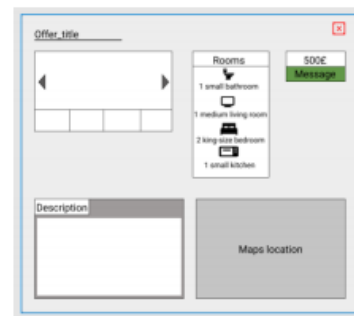 Offer_title
Rooms
1 small bathroom
1 medium living room
2 king-size bedroom
1 small kitchen
500£
Message
Description
Maps location